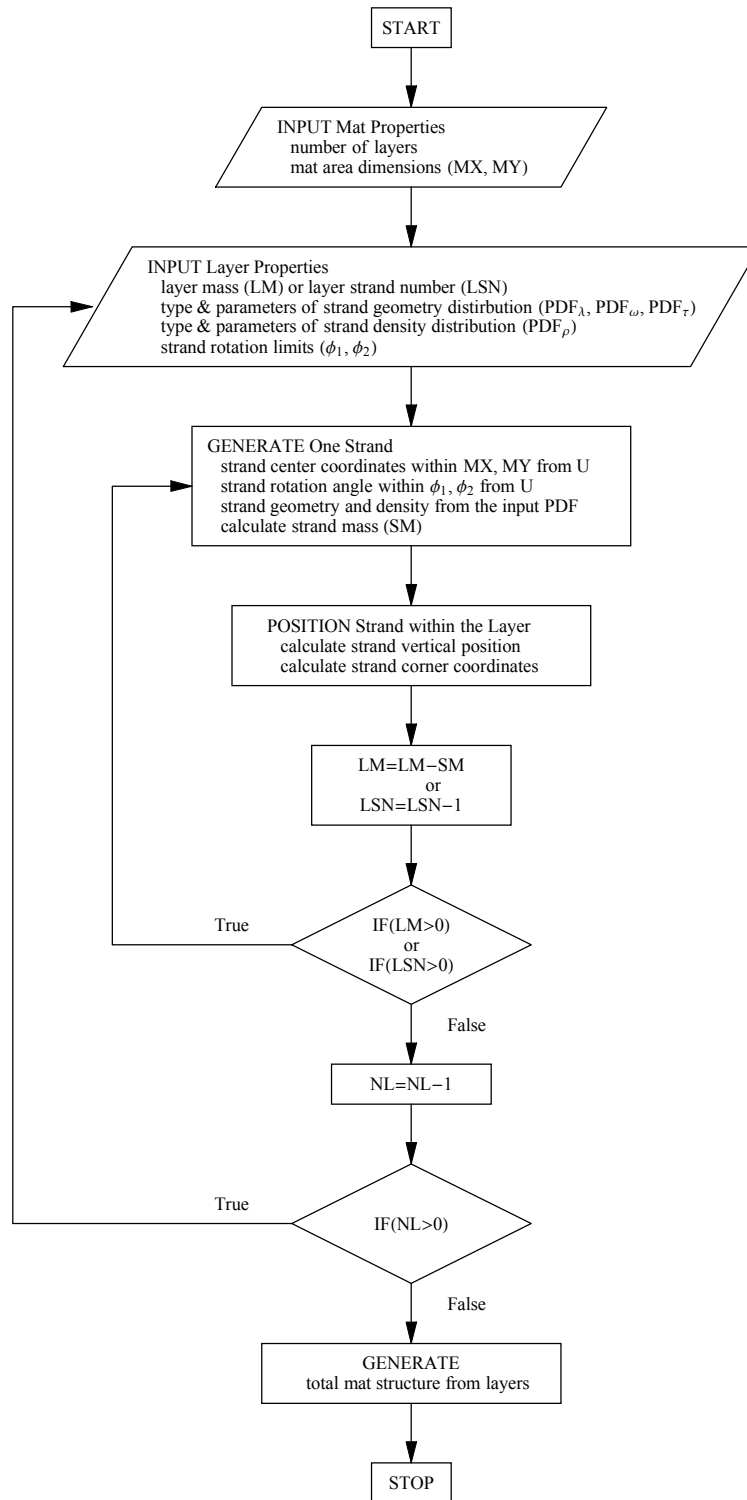 START
INPUT Mat Properties
number of layers
mat area dimensions (MX, MY)
INPUT Layer Properties
layer mass (LM) or layer strand number (LSN)
type & parameters of strand geometry distirbution (PDF_λ, PDF_ω, PDF_τ)
type & parameters of strand density distribution (PDF_ρ)
strand rotation limits (ϕ₁, ϕ₂)
GENERATE One Strand
strand center coordinates within MX, MY from U
strand rotation angle within ϕ₁, ϕ₂ from U
strand geometry and density from the input PDF
calculate strand mass (SM)
POSITION Strand within the Layer
calculate strand vertical position
calculate strand corner coordinates
LM=LM−SM
or
LSN=LSN−1
True
IF(LM>0)
or
IF(LSN>0)
False
NL=NL−1
True
IF(NL>0)
False
GENERATE
total mat structure from layers
STOP